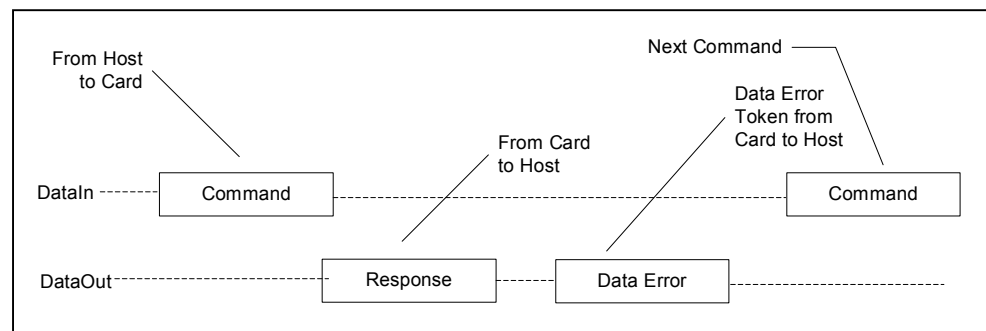 From Host
to Card
Next Command
Data Error
Token from
Card to Host
From Card
to Host
DataIn
Command
Command
DataOut
Response
Data Error